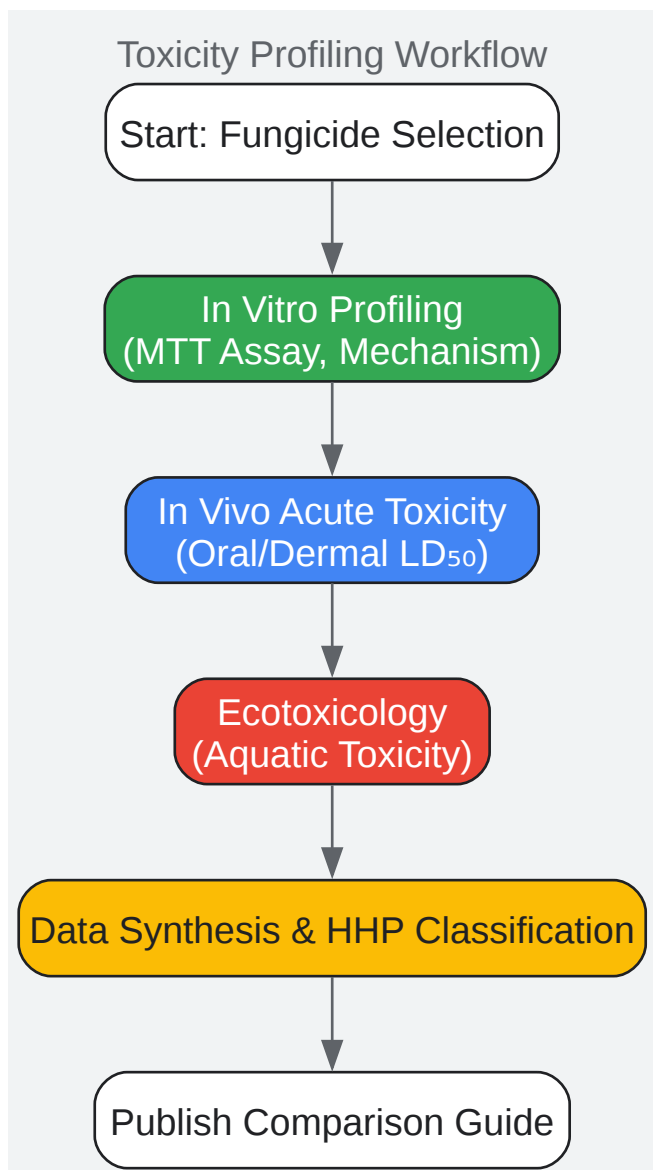 Toxicity Profiling Workflow
Start: Fungicide Selection
In Vitro Profiling
(MTT Assay, Mechanism)
In Vivo Acute Toxicity
(Oral/Dermal LD₅₀)
Ecotoxicology
(Aquatic Toxicity)
Data Synthesis & HHP Classification
Publish Comparison Guide